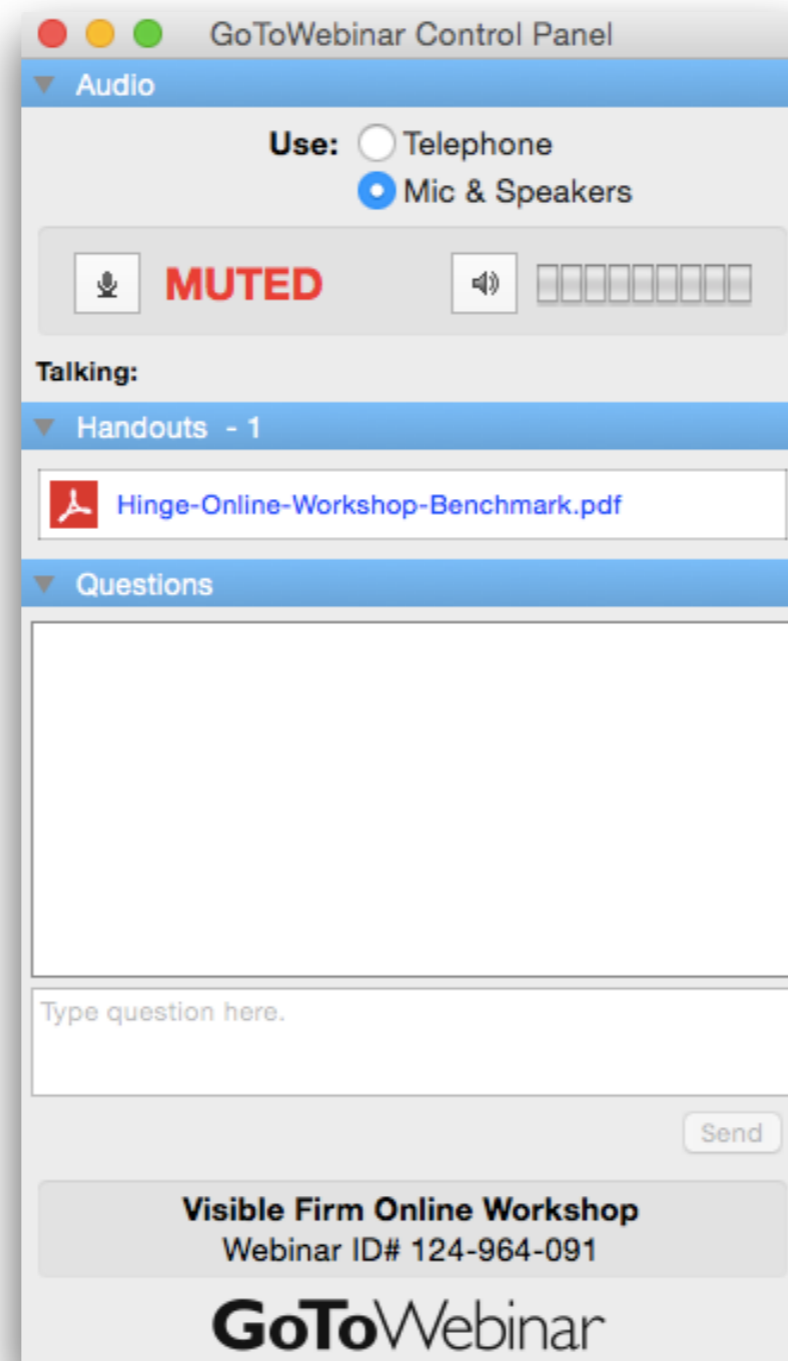 GoToWebinar Control Panel
Audio
Use: Telephone
Mic & Speakers
MUTED
Talking:
Handouts - 1
Hinge-Online-Workshop-Benchmark.pdf
Questions
Type question here.
Send
Visible Firm Online Workshop
Webinar ID# 124-964-091
GoToWebinar